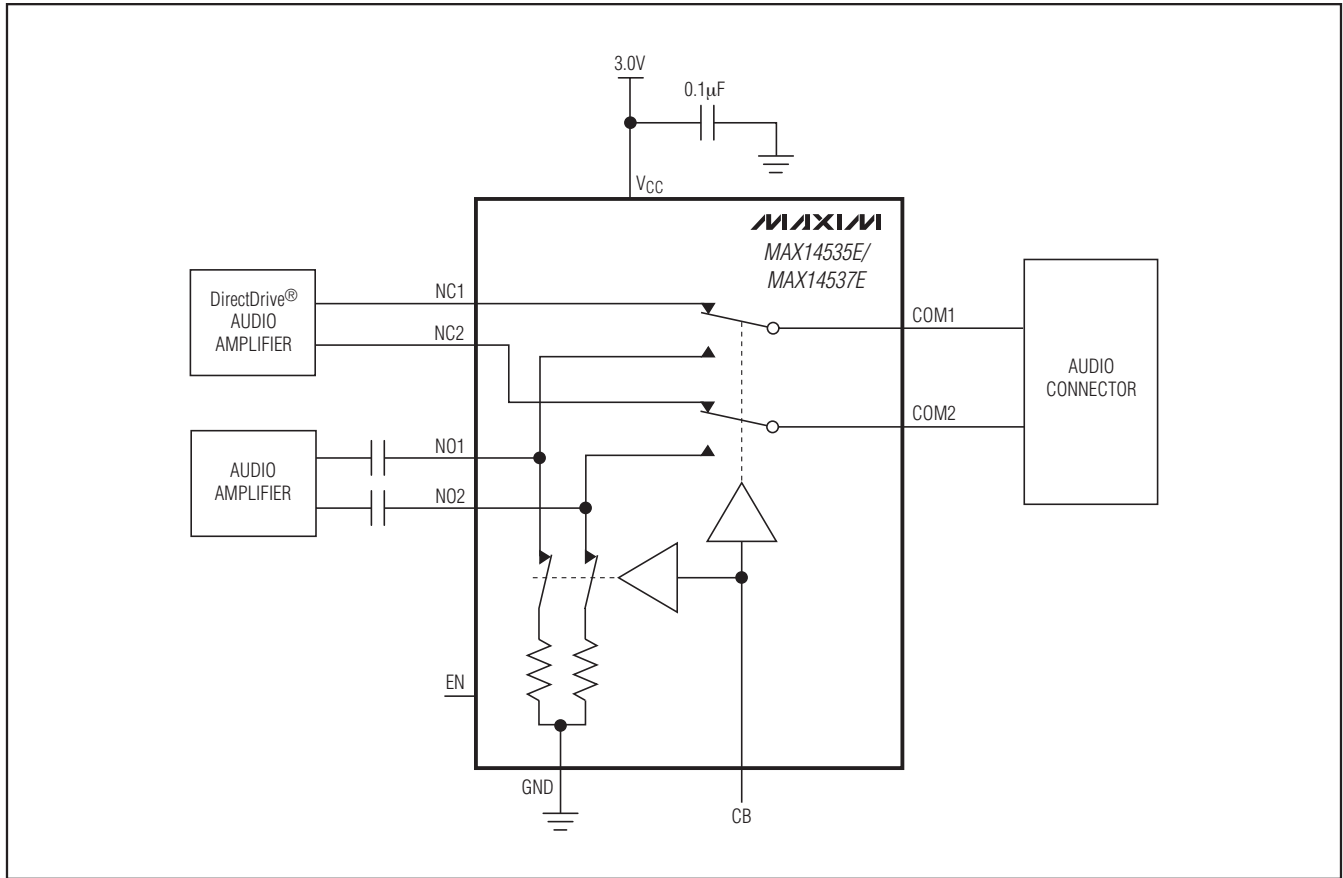 3.0V
0.1µF
VCC
MAXIM
MAX14535E/
MAX14537E
DirectDrive®
AUDIO
AMPLIFIER
NC1
NC2
COM1
COM2
AUDIO
CONNECTOR
AUDIO
AMPLIFIER
NO1
NO2
EN
GND
CB